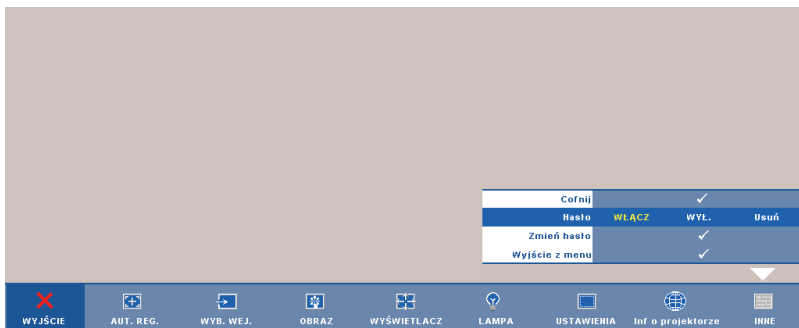 Cofnij
Hasło WŁĄCZ WYŁ. Usuń
Zmień hasło
Wyjście z menu
WYJŚCIE AUT. REG. WYB. WEJ. OBRAZ WYŚWIETLACZ LAMPA USTAWIENIA Inf o projektorze INNE